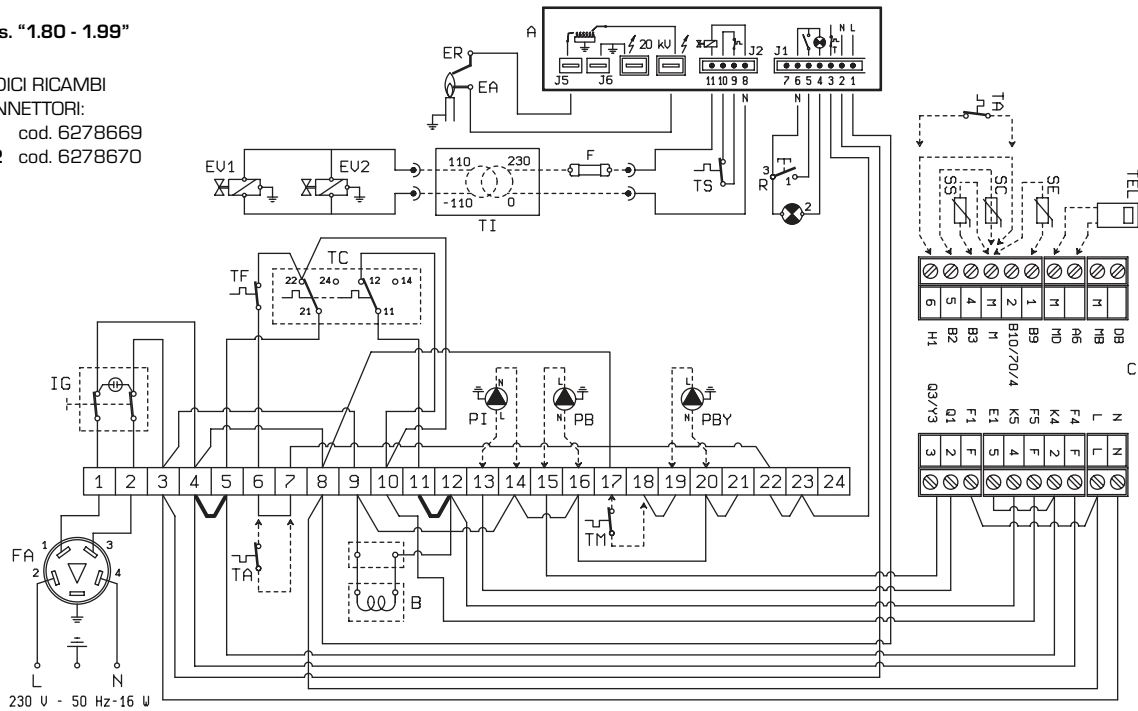 s. "1.80 - 1.99"
DICI RICAMBI
NNETTORI:
cod. 6278669
2 cod. 6278670
A
20 kV
J5
J6
J2
J1
N L
11 10 9 8
7 6 5 4 3 2 1
N
N
ER
EA
EV1
EV2
110
230
-110
0
TI
F
TS
3
1
R
2
TA
SS
SC
SE
TEL
6 5 4 M 2 1 M M
H1 B2 B3 M B10/70/4 B9 MD A6 MB DB
C
Q3/Y3 Q1 F1 E1 K5 F5 K4 F4 L N
3 2 F 5 4 F 2 F L N
TF
TC
22
24
12
14
21
11
IG
N
L
PI
L
N
PB
L
N
PBY
1 2 3 4 5 6 7 8 9 10 11 12 13 14 15 16 17 18 19 20 21 22 23 24
FA
1
3
2
4
TA
B
TM
L
N
230 V - 50 Hz-16 W